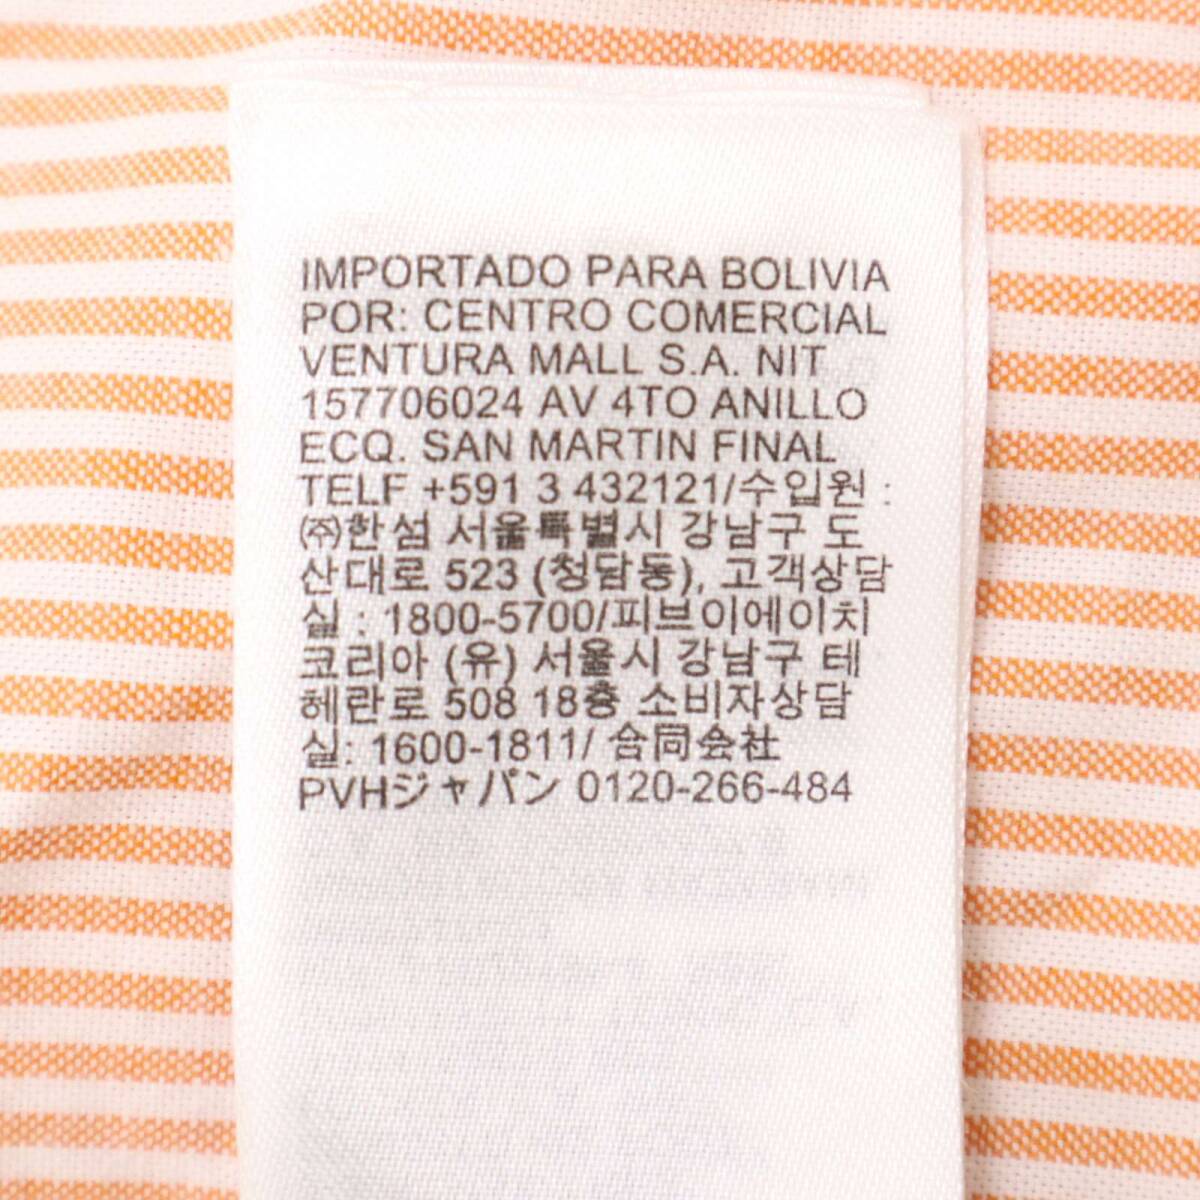 IMPORTADO PARA BOLIVIA
POR: CENTRO COMERCIAL
VENTURA MALL S.A. NIT
157706024 AV 4TO ANILLO
ECQ. SAN MARTIN FINAL
TELF +591 3 432121/수입원 :
㈜한섬 서울특별시 강남구 도
산대로 523 (청담동), 고객상담
실 : 1800-5700/피브이에이치
코리아 (유) 서울시 강남구 테
헤란로 508 18층 소비자상담
실: 1600-1811/ 合同会社
PVHジャパン 0120-266-484